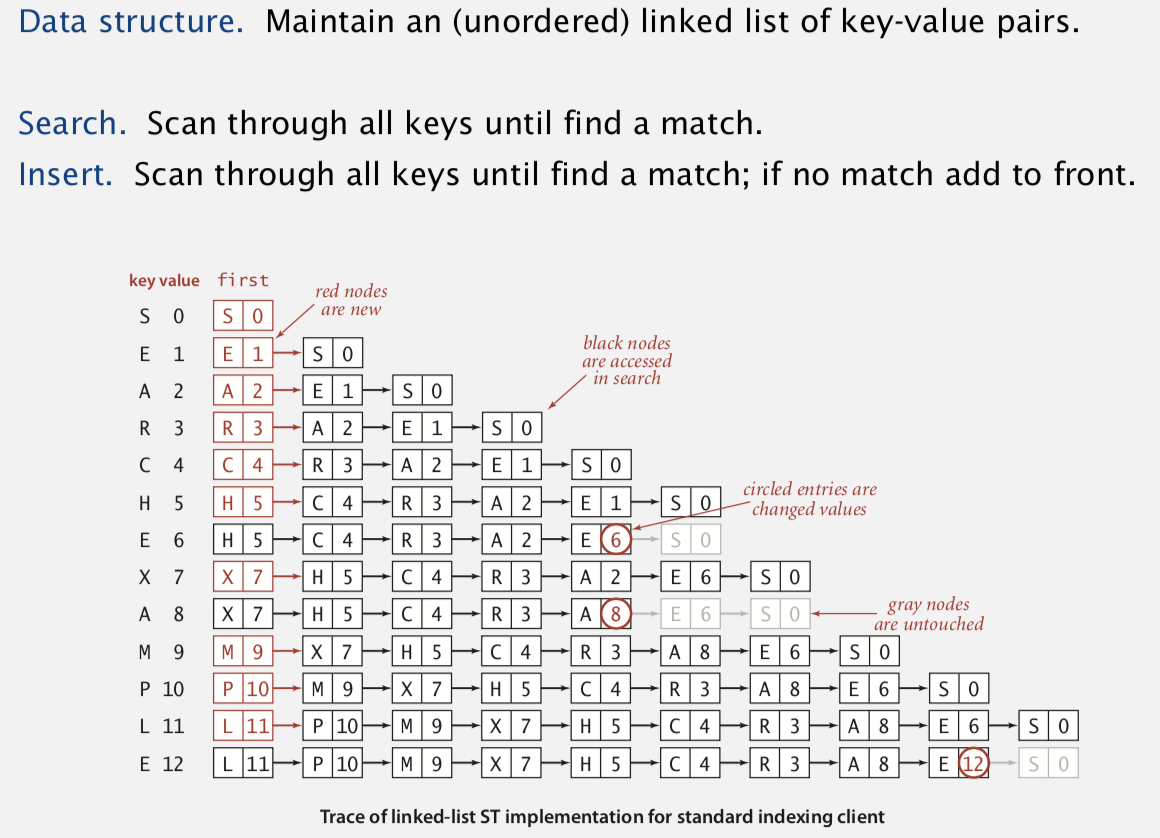 Data structure. Maintain an (unordered) linked list of key-value pairs.
Search. Scan through all keys until find a match.
Insert. Scan through all keys until find a match; if no match add to front.
key value first
red nodes
are new
S 0 S 0
E 1 E 1 S 0
black nodes
are accessed
in search
A 2 A 2 E 1 S 0
R 3 R 3 A 2 E 1 S 0
C 4 C 4 R 3 A 2 E 1 S 0
circled entries are
changed values
H 5 H 5 C 4 R 3 A 2 E 1 S 0
E 6 H 5 C 4 R 3 A 2 E 6 S 0
X 7 X 7 H 5 C 4 R 3 A 2 E 6 S 0
A 8 X 7 H 5 C 4 R 3 A 8 E 6 S 0
gray nodes
are untouched
M 9 M 9 X 7 H 5 C 4 R 3 A 8 E 6 S 0
P 10 P 10 M 9 X 7 H 5 C 4 R 3 A 8 E 6 S 0
L 11 L 11 P 10 M 9 X 7 H 5 C 4 R 3 A 8 E 6 S 0
E 12 L 11 P 10 M 9 X 7 H 5 C 4 R 3 A 8 E 12 S 0
Trace of linked-list ST implementation for standard indexing client